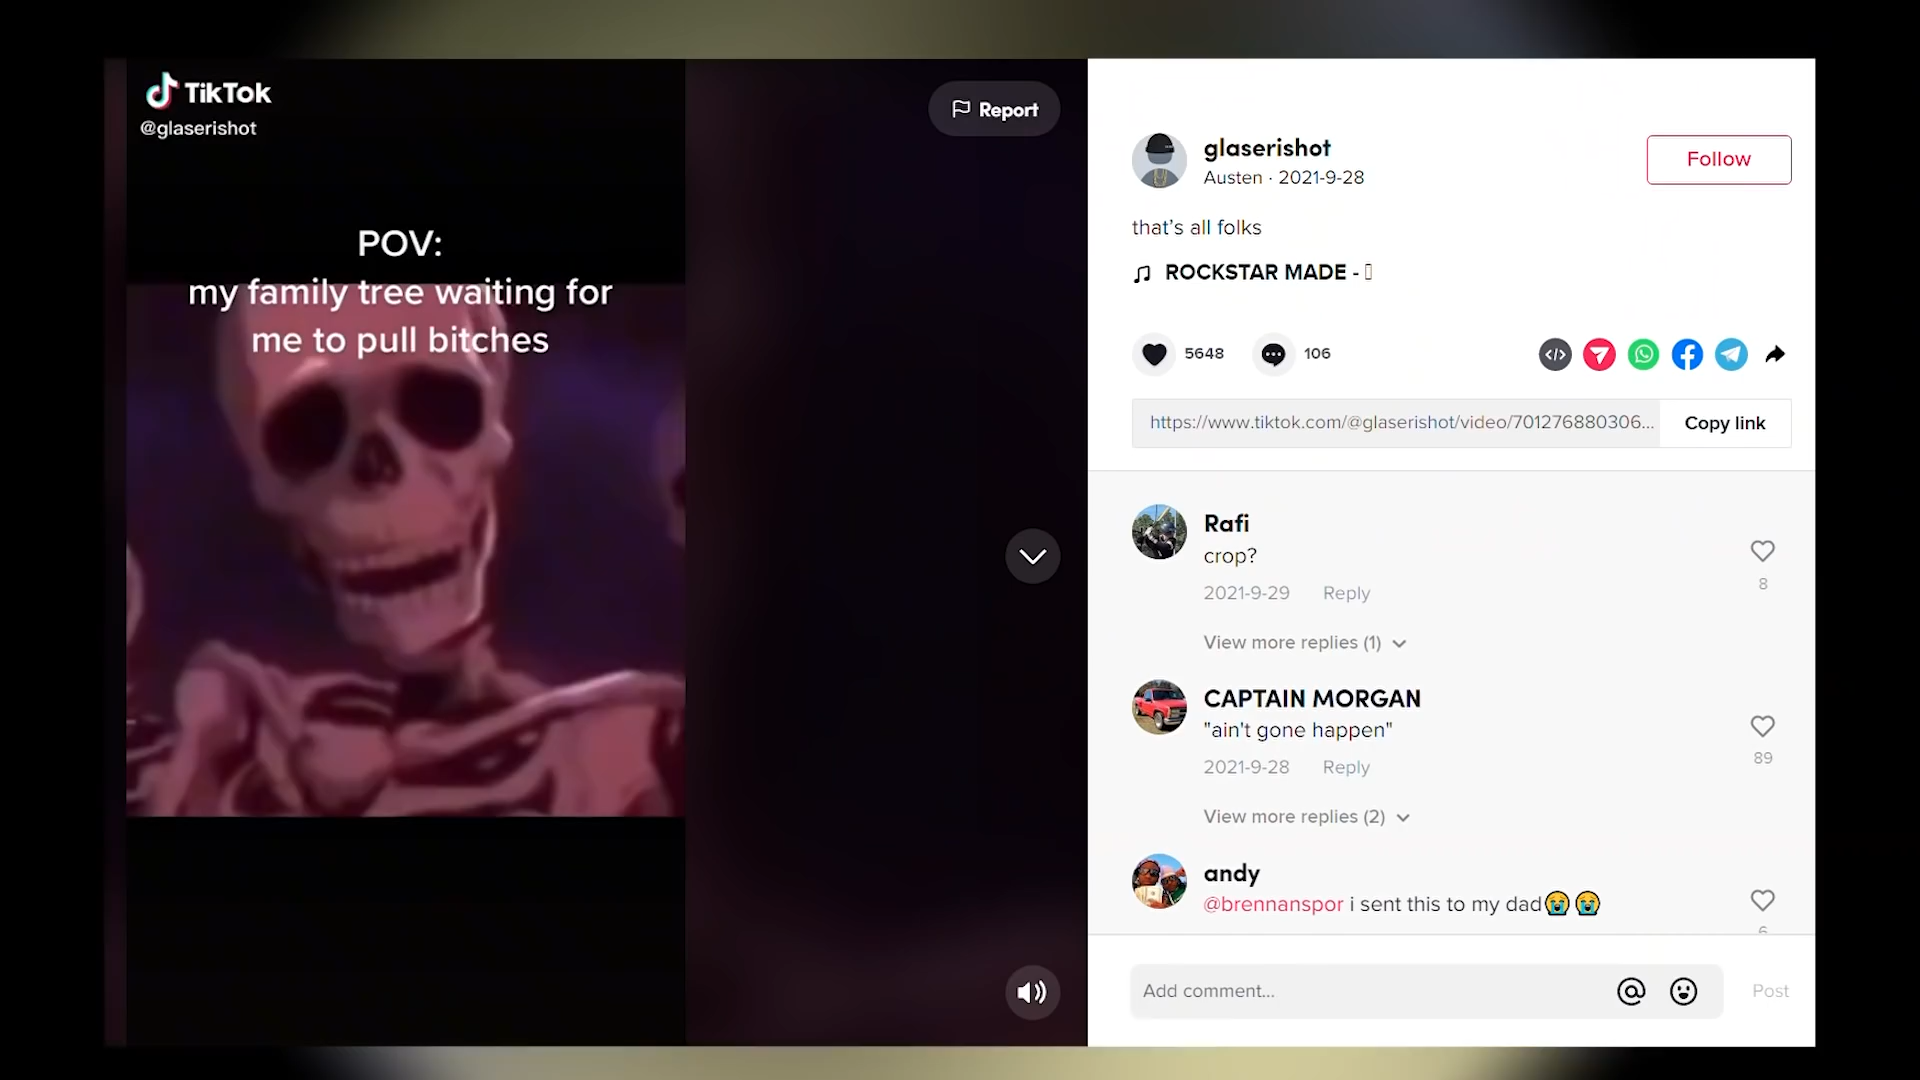 TikTok
@glaserishot
POV:
my family tree waiting for
me to pull bitches
Report
glaserishot
Austen · 2021-9-28
Follow
that's all folks
ROCKSTAR MADE -
5648
106
https://www.tiktok.com/@glaserishot/video/701276880306...
Copy link
Rafi
crop?
2021-9-29 Reply
8
View more replies (1)
CAPTAIN MORGAN
"ain't gone happen"
2021-9-28 Reply
89
View more replies (2)
andy
@brennanspor i sent this to my dad😭😭
6
Add comment...
Post